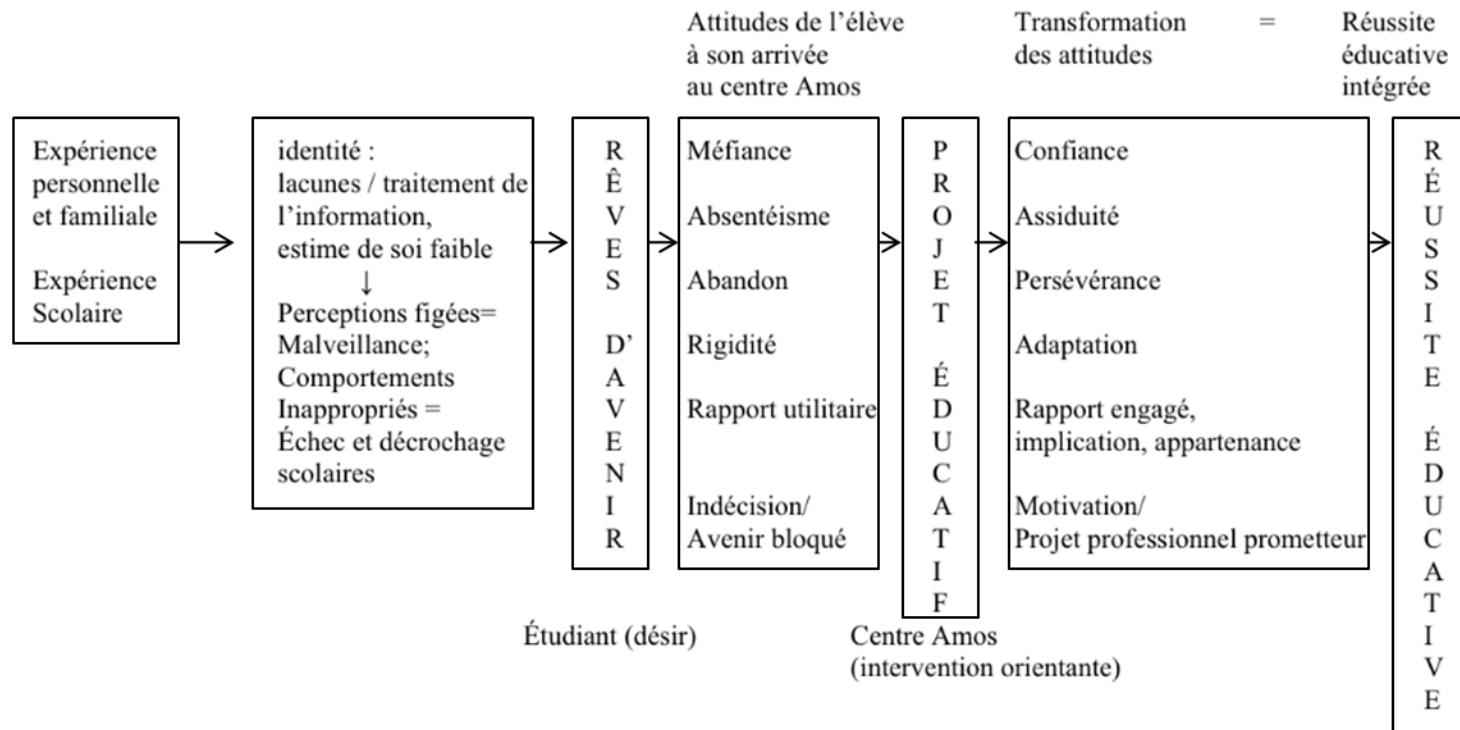 Attitudes de l'élève
à son arrivée
au centre Amos
Transformation = Réussite
des attitudes éducative
intégrée
Expérience
personnelle
et familiale
Expérience
Scolaire
identité :
lacunes / traitement de
l'information,
estime de soi faible
↓
Perceptions figées=
Malveillance;
Comportements
Inappropriés =
Échec et décrochage
scolaires
RÊVES D'AVENIR
Étudiant (désir)
Méfiance
Absentéisme
Abandon
Rigidité
Rapport utilitaire
Indécision/
Avenir bloqué
PROJET ÉDUCATIF
Centre Amos
(intervention orientante)
Confiance
Assiduité
Persévérance
Adaptation
Rapport engagé,
implication, appartenance
Motivation/
Projet professionnel prometteur
RÉUSSITE ÉDUCATIVE